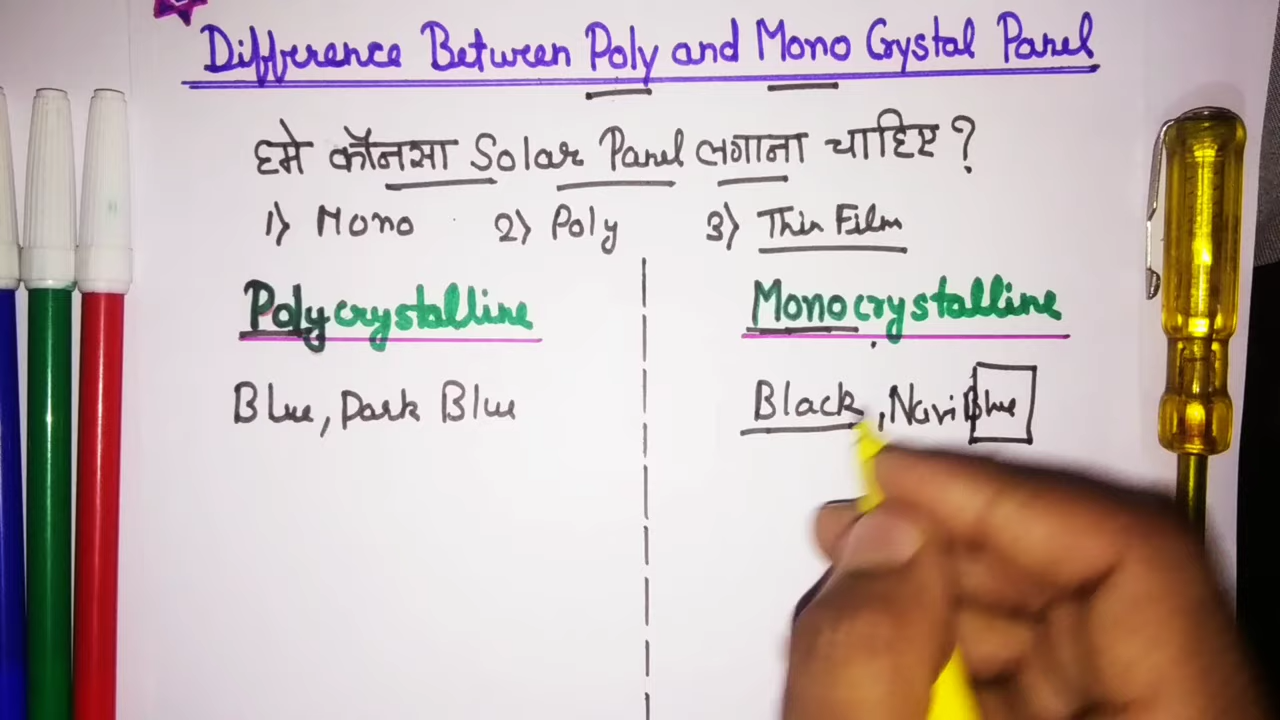 Difference Between Poly and Mono Crystal Panel
हमे कौनसा Solar Panel लगाना चाहिए ?
1) Mono 2) Poly 3) Thin Film
Polycrystalline Monocrystalline
Blue, Dark Blue Black, Navi Blue